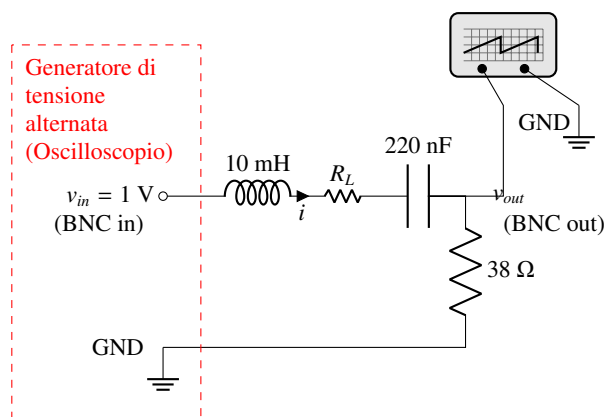 Generatore di
tensione
alternata
(Oscilloscopio)
GND
10 mH
R_L
220 nF
v_in = 1 V
i
v_out
(BNC in)
(BNC out)
38 Ω
GND